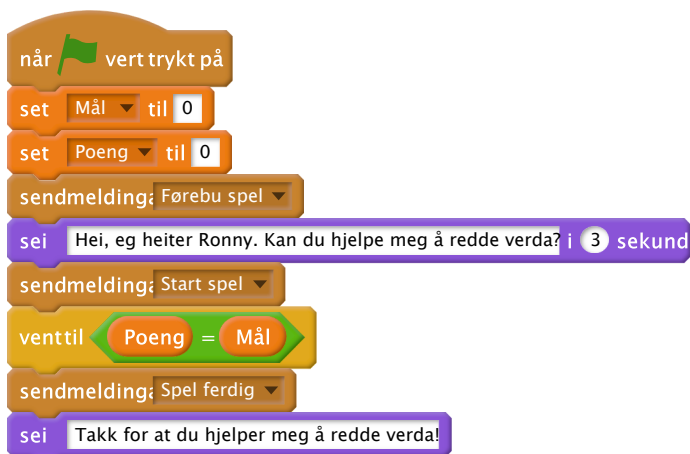 når vert trykt på
set Mål til 0
set Poeng til 0
sendmeldinga Førebu spel
sei Hei, eg heiter Ronny. Kan du hjelpe meg å redde verda? i 3 sekund
sendmeldinga Start spel
venttil Poeng = Mål
sendmeldinga Spel ferdig
sei Takk for at du hjelper meg å redde verda!